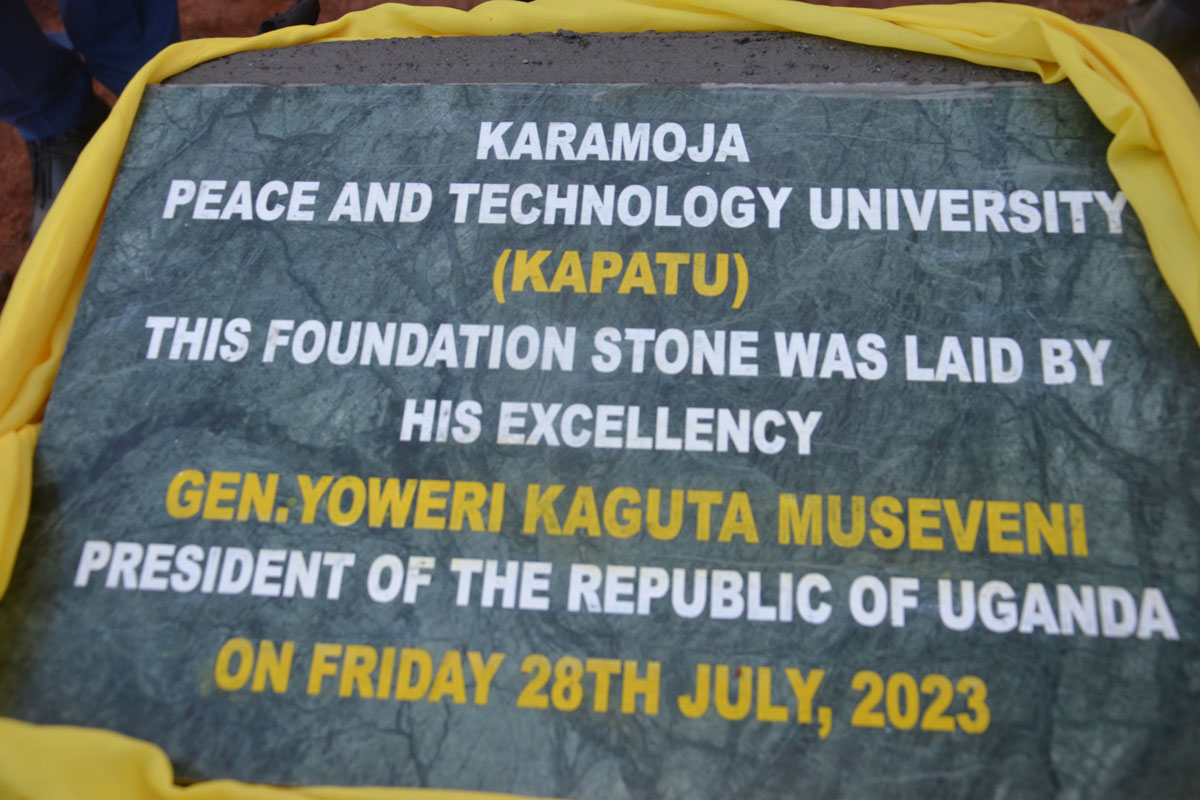 KARAMOJA
PEACE AND TECHNOLOGY UNIVERSITY
(KAPATU)
THIS FOUNDATION STONE WAS LAID BY
HIS EXCELLENCY
GEN.YOWERI KAGUTA MUSEVENI
PRESIDENT OF THE REPUBLIC OF UGANDA
ON FRIDAY 28TH JULY, 2023